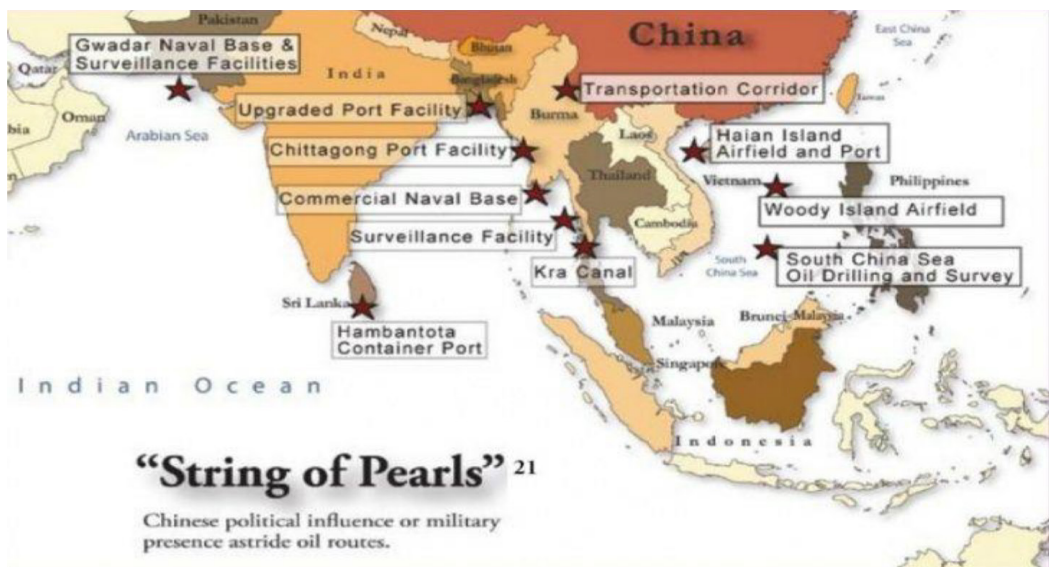 Pakistan
Gwadar Naval Base &
Surveillance Facilities
Qatar
Oman
bia
Arabian Sea
India
Nepal
Bhutan
Bangladesh
China
East China
Sea
Taiwan
Upgraded Port Facility
Transportation Corridor
Burma
Laos
Chittagong Port Facility
Haian Island
Airfield and Port
Thailand
Vietnam
Philippines
Commercial Naval Base
Woody Island Airfield
Cambodia
Surveillance Facility
South
China Sea
South China Sea
Oil Drilling and Survey
Kra Canal
Sri Lanka
Hambantota
Container Port
Malaysia
Brunei
Malaysia
Singapore
Indian Ocean
Indonesia
“String of Pearls” 21
Chinese political influence or military
presence astride oil routes.